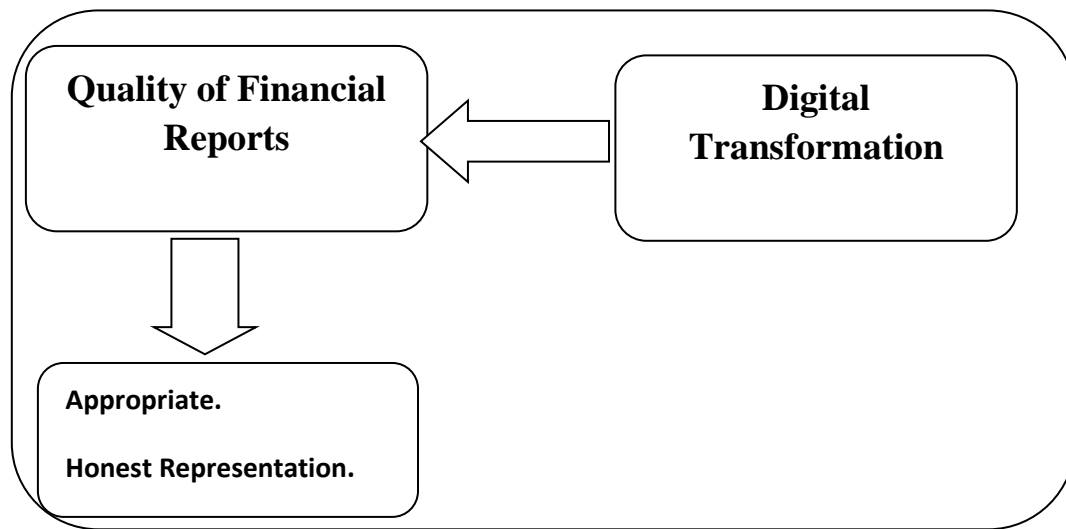 Quality of Financial
Reports
Digital
Transformation
Appropriate.
Honest Representation.